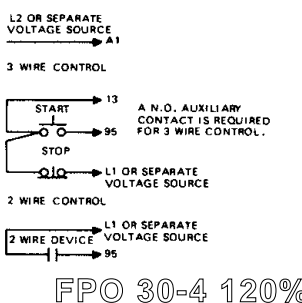 L2 OR SEPARATE
VOLTAGE SOURCE
A1
3 WIRE CONTROL
13
START
A N.O. AUXILIARY
CONTACT IS REQUIRED
95
FOR 3 WIRE CONTROL.
STOP
L1 OR SEPARATE
VOLTAGE SOURCE
2 WIRE CONTROL
L1 OR SEPARATE
2 WIRE DEVICE VOLTAGE SOURCE
95
FPO 30-4 120%